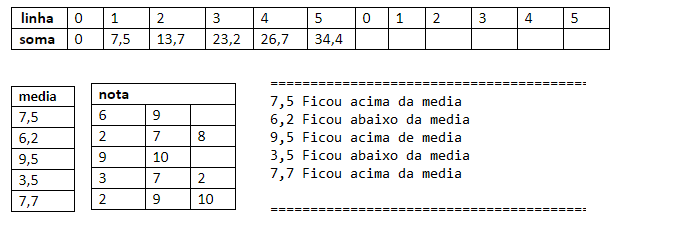 linha 0 1 2 3 4 5 0 1 2 3 4 5
soma 0 7,5 13,7 23,2 26,7 34,4
media
7,5
6,2
9,5
3,5
7,7
nota
6 9
2 7 8
9 10
3 7 2
2 9 10
========================================
7,5 Ficou acima da media
6,2 Ficou abaixo da media
9,5 Ficou acima de media
3,5 Ficou abaixo da media
7,7 Ficou acima da media
========================================